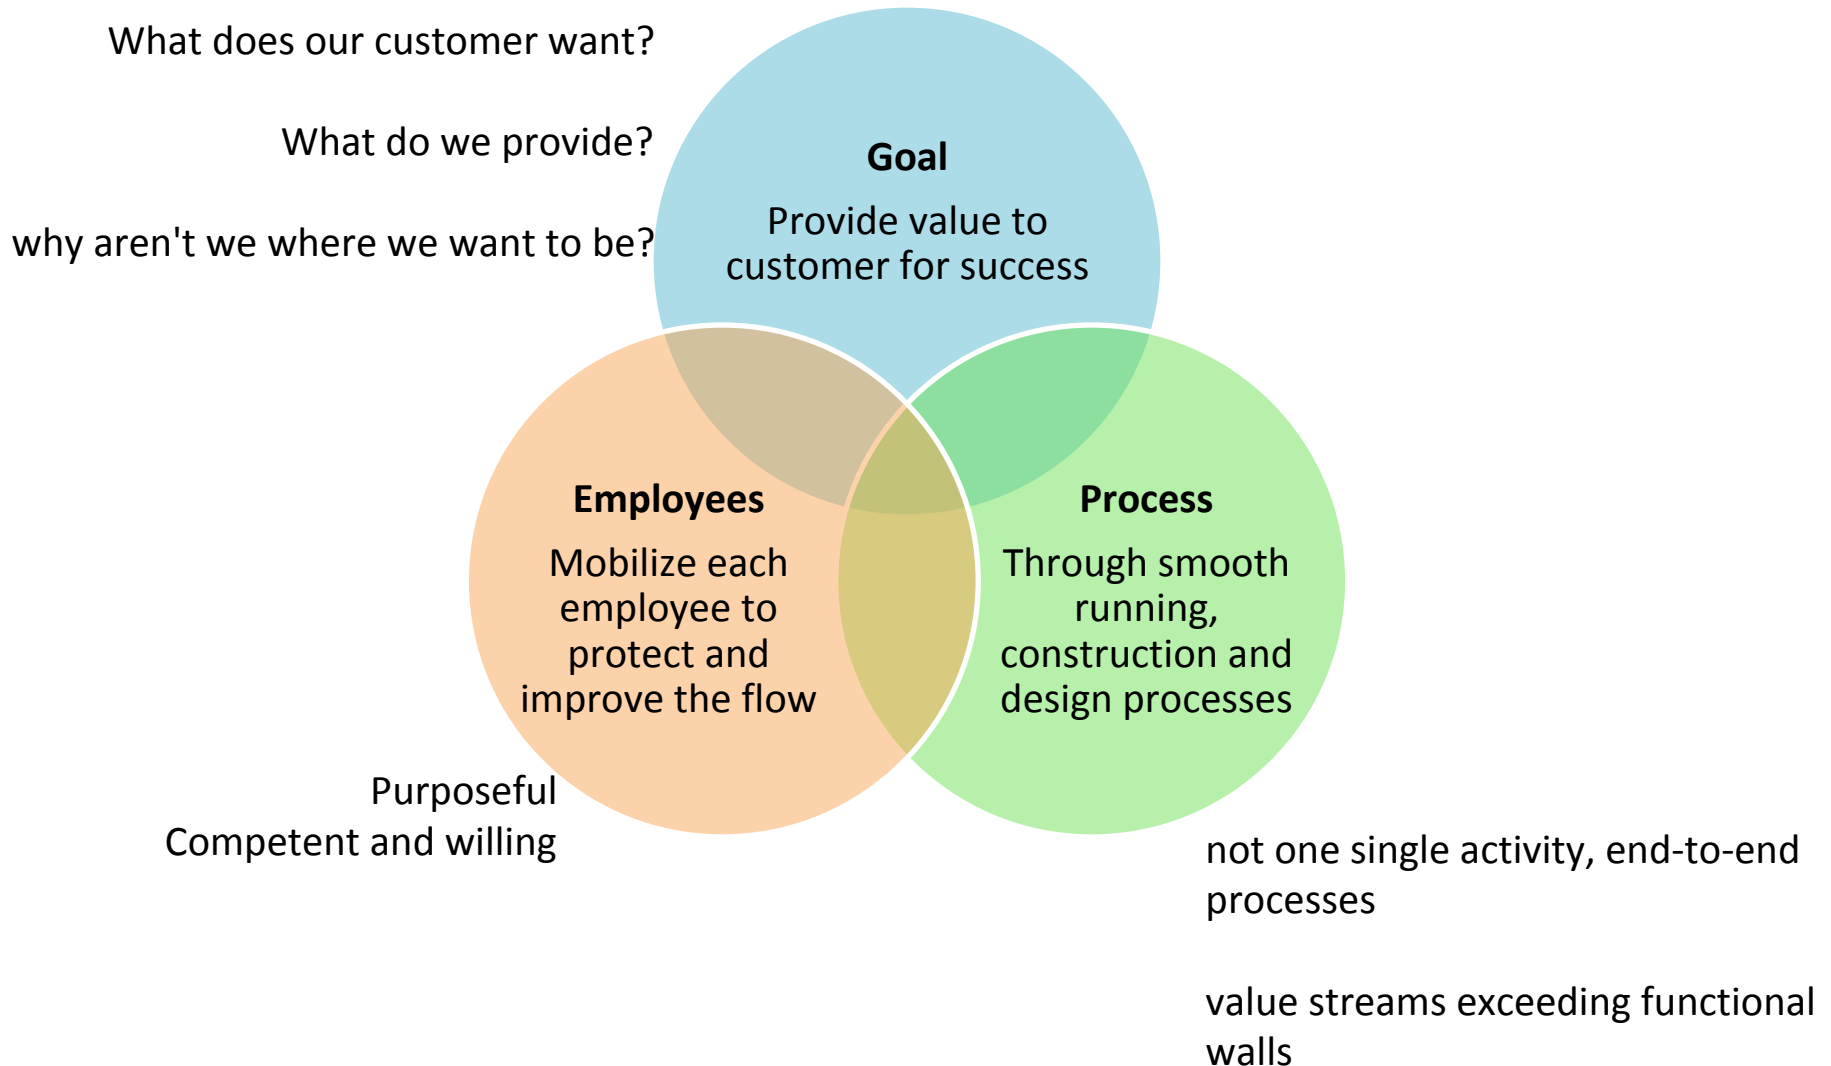 What does our customer want?
What do we provide?
why aren't we where we want to be?
Goal
Provide value to
customer for success
Employees
Mobilize each
employee to
protect and
improve the flow
Process
Through smooth
running,
construction and
design processes
Purposeful
Competent and willing
not one single activity, end-to-end
processes
value streams exceeding functional
walls